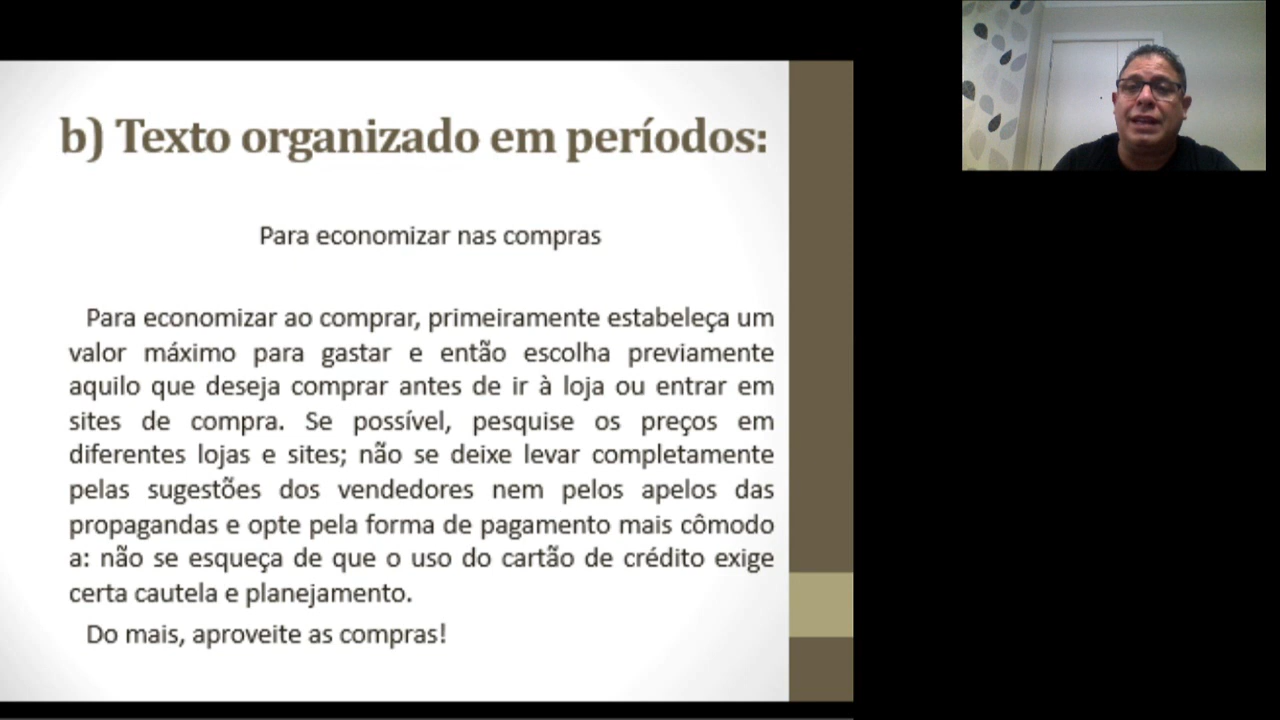 b) Texto organizado em períodos:
Para economizar nas compras
Para economizar ao comprar, primeiramente estabeleça um
valor máximo para gastar e então escolha previamente
aquilo que deseja comprar antes de ir à loja ou entrar em
sites de compra. Se possível, pesquise os preços em
diferentes lojas e sites; não se deixe levar completamente
pelas sugestões dos vendedores nem pelos apelos das
propagandas e opte pela forma de pagamento mais cômodo
a: não se esqueça de que o uso do cartão de crédito exige
certa cautela e planejamento.
Do mais, aproveite as compras!